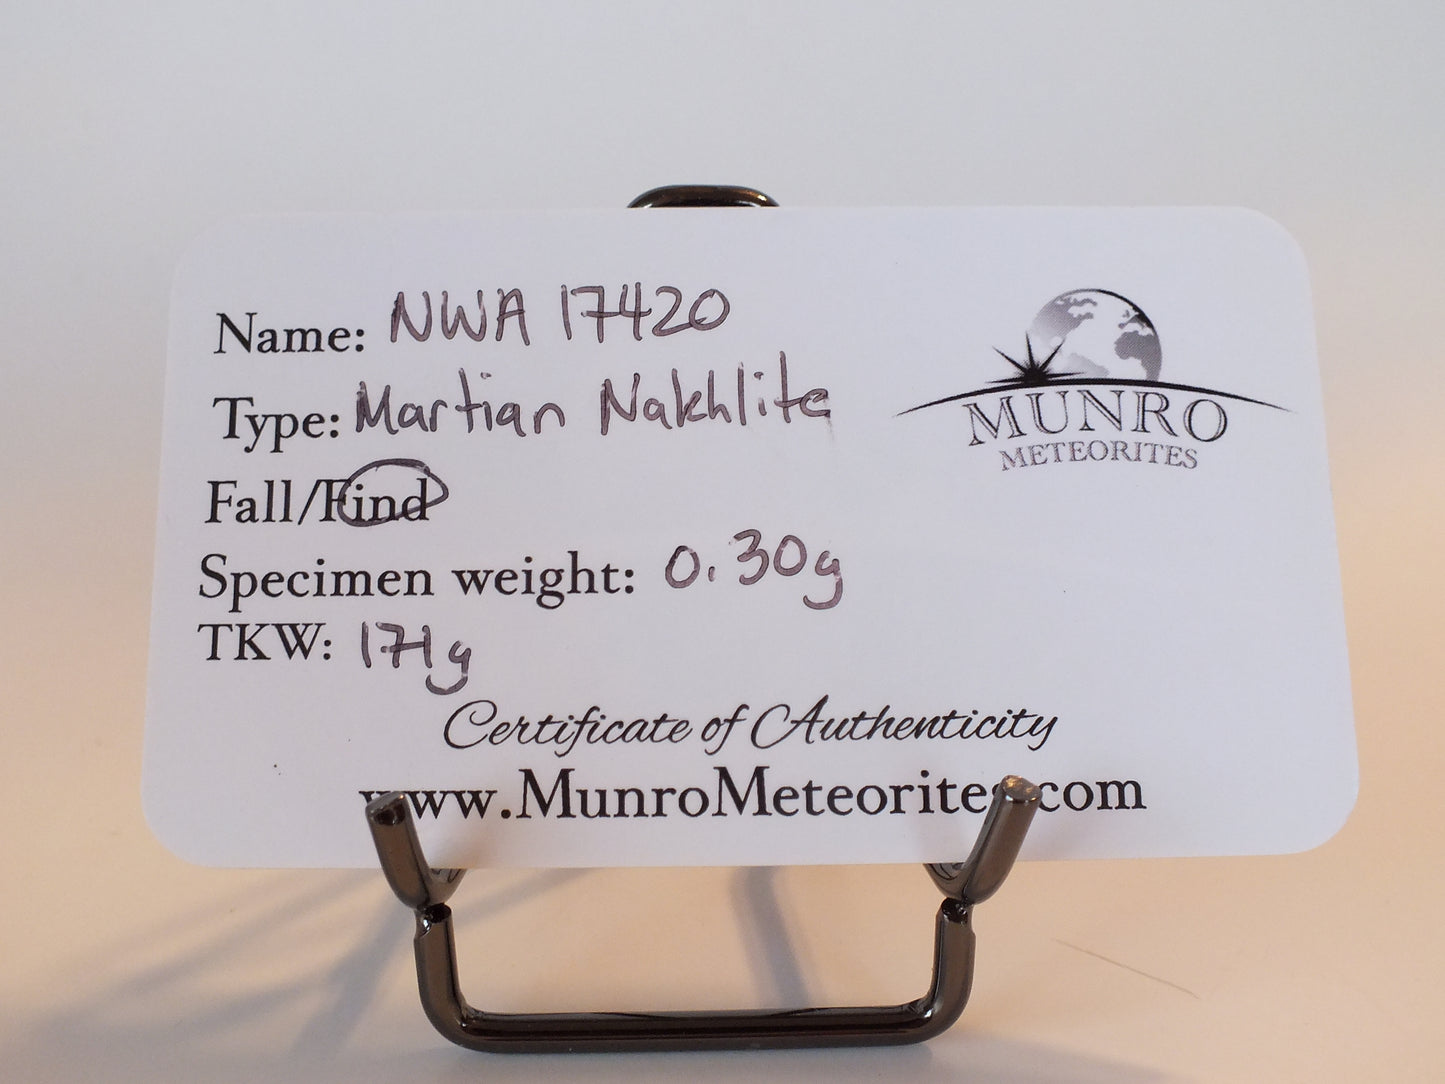 Name: NWA 17420
Type: Martian Nakhlite
Fall/Find
Specimen weight: 0.30g
TKW: 171g
MUNRO
METEORITES
Certificate of Authenticity
www.MunroMeteorites.com